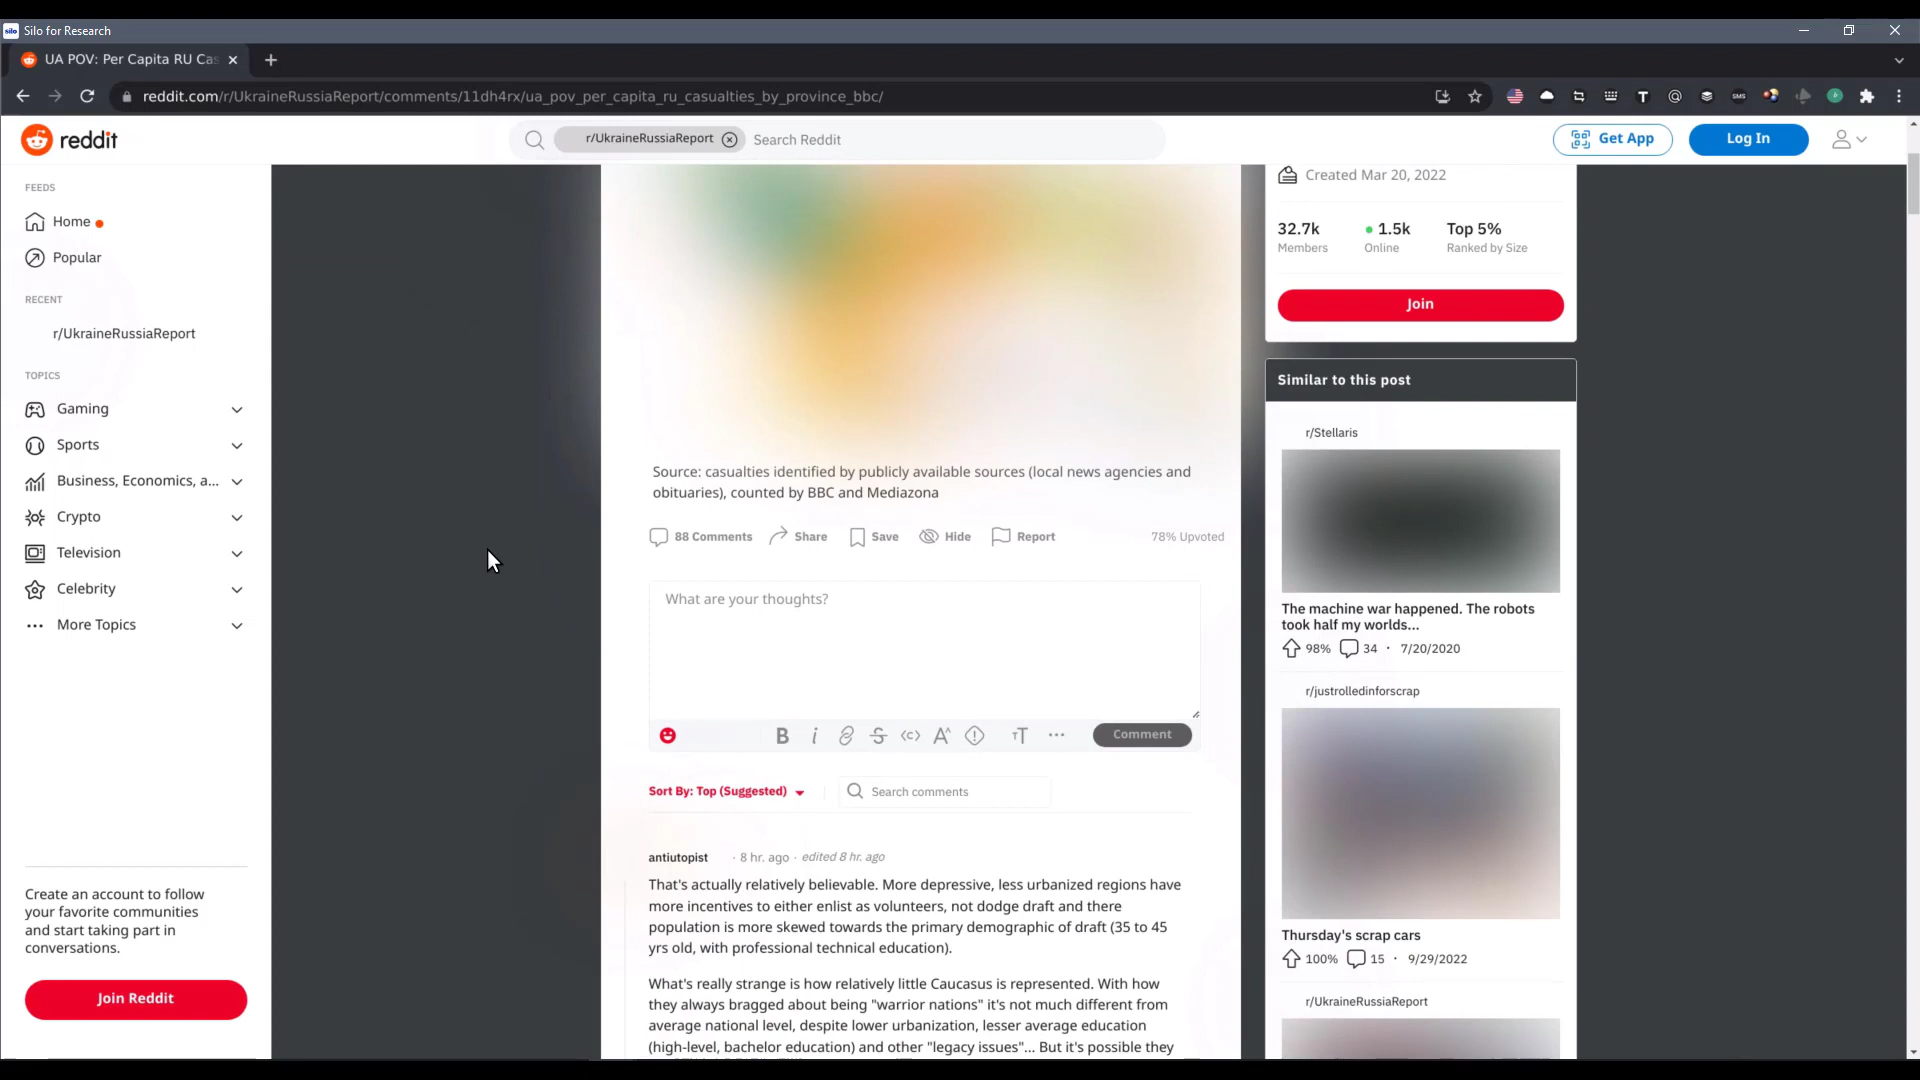 silo Silo for Research
UA POV: Per Capita RU Cas
reddit.com/r/UkraineRussiaReport/comments/11dh4rx/ua_pov_per_capita_ru_casualties_by_province_bbc/
T
SMS
reddit
r/UkraineRussiaReport
Search Reddit
Get App
Log In
FEEDS
Home
Popular
RECENT
r/UkraineRussiaReport
TOPICS
Gaming
Sports
Business, Economics, a...
Crypto
Television
Celebrity
More Topics
Create an account to follow
your favorite communities
and start taking part in
conversations.
Join Reddit
Source: casualties identified by publicly available sources (local news agencies and
obituaries), counted by BBC and Mediazona
88 Comments Share Save Hide Report 78% Upvoted
What are your thoughts?
B i S <c> A^ TT ... Comment
Sort By: Top (Suggested)
Search comments
antiutopist · 8 hr. ago · edited 8 hr. ago
That's actually relatively believable. More depressive, less urbanized regions have
more incentives to either enlist as volunteers, not dodge draft and there
population is more skewed towards the primary demographic of draft (35 to 45
yrs old, with professional technical education).
What's really strange is how relatively little Caucasus is represented. With how
they always bragged about being "warrior nations" it's not much different from
average national level, despite lower urbanization, lesser average education
(high-level, bachelor education) and other "legacy issues"... But it's possible they
Created Mar 20, 2022
32.7k 1.5k Top 5%
Members Online Ranked by Size
Join
Similar to this post
r/Stellaris
The machine war happened. The robots
took half my worlds...
98% 34 · 7/20/2020
r/justrolledinforscrap
Thursday's scrap cars
100% 15 · 9/29/2022
r/UkraineRussiaReport